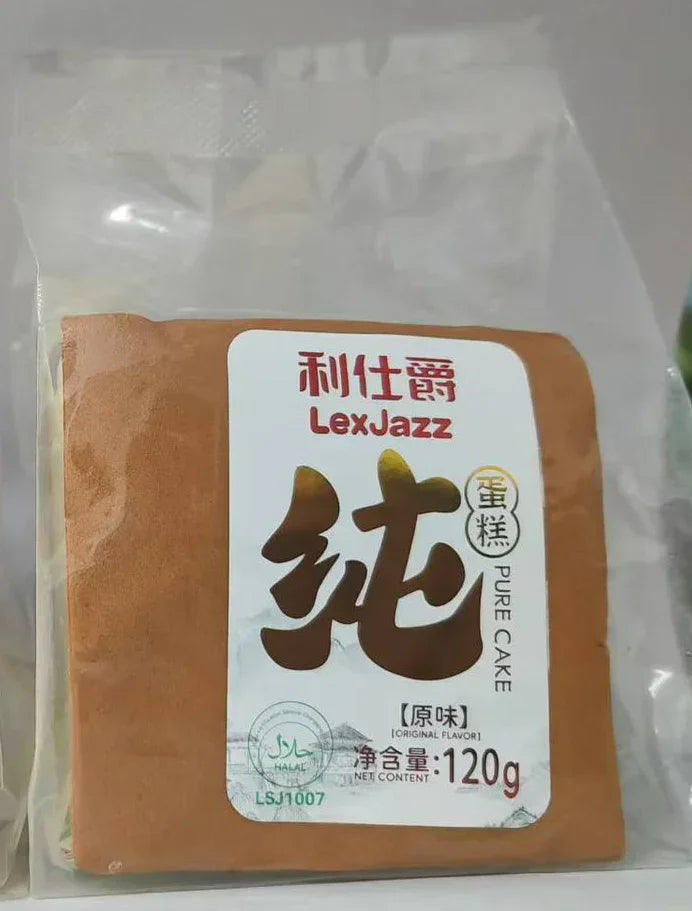 利仕爵
LexJazz
纯
蛋糕
PURE CAKE
【原味】
[ORIGINAL FLAVOR]
净含量:120g
NET CONTENT
حلال
HALAL
LSJ1007